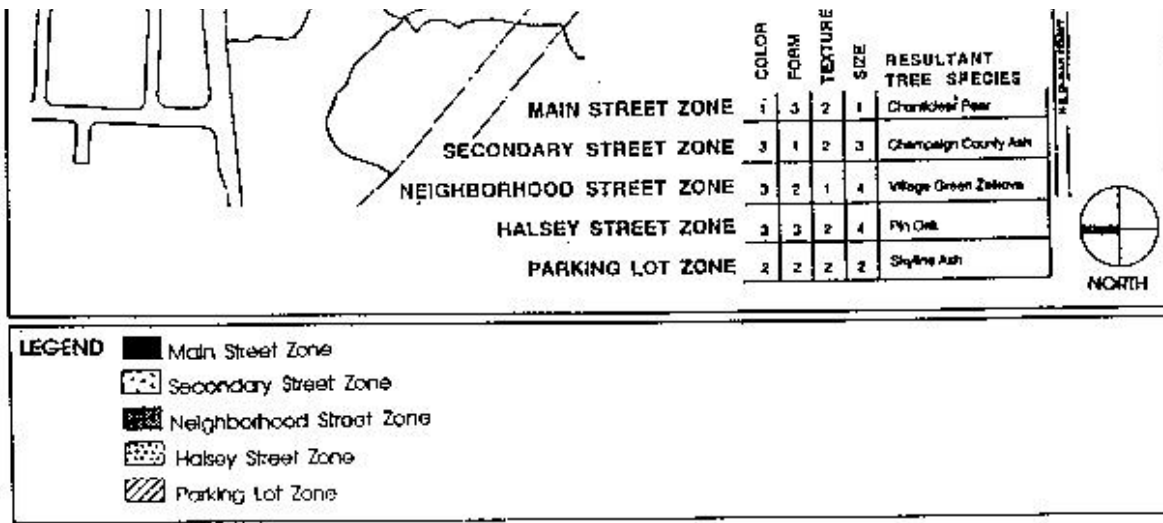 COLOR FORM TEXTURE SIZE RESULTANT
TREE SPECIES
MAIN STREET ZONE 1 3 2 1 Chanticleer Pear
SECONDARY STREET ZONE 3 1 2 3 Champaign County Ash
NEIGHBORHOOD STREET ZONE 3 2 1 4 Village Green Zelkova
HALSEY STREET ZONE 3 3 2 4 Pin Oak
PARKING LOT ZONE 2 2 2 2 Skyline Ash
NORTH
LEGEND
Main Street Zone
Secondary Street Zone
Neighborhood Street Zone
Halsey Street Zone
Parking Lot Zone